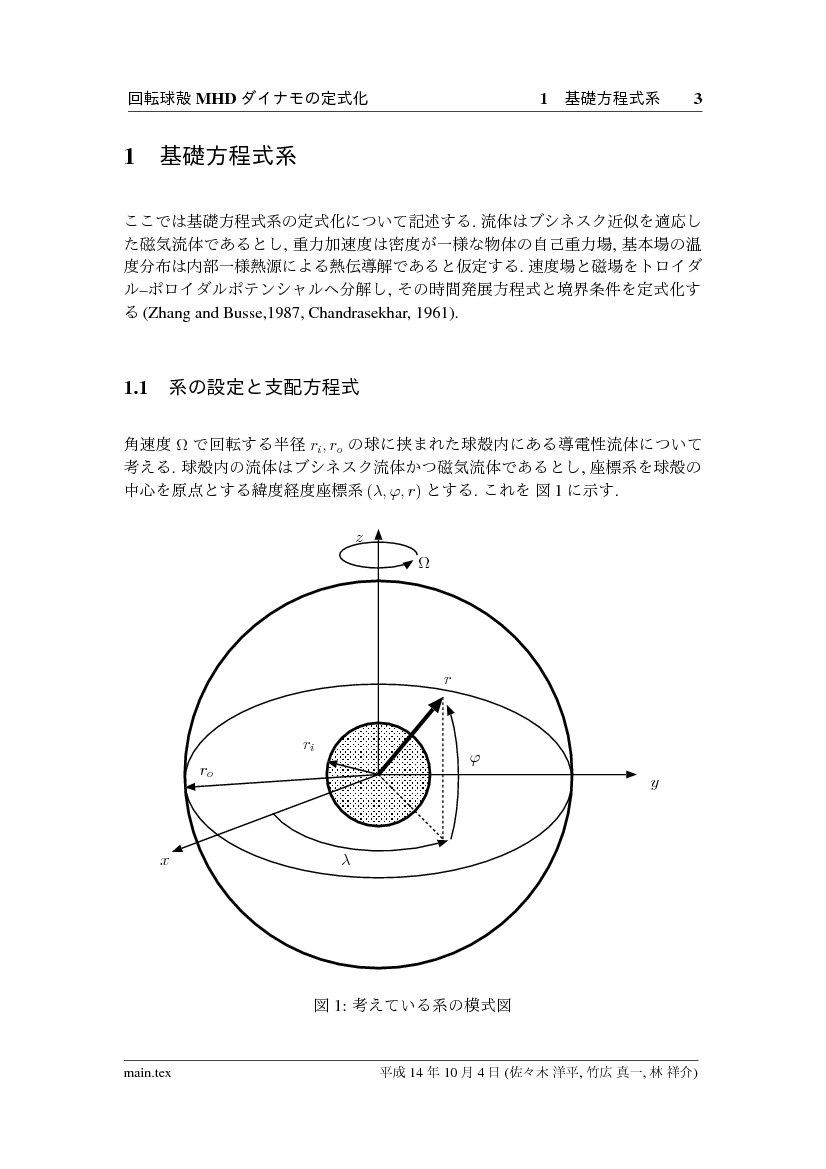 回転球殻 MHD ダイナモの定式化 1 基礎方程式系 3
1 基礎方程式系
ここでは基礎方程式系の定式化について記述する. 流体はブシネスク近似を適応し
た磁気流体であるとし, 重力加速度は密度が一様な物体の自己重力場, 基本場の温
度分布は内部一様熱源による熱伝導解であると仮定する. 速度場と磁場をトロイダ
ル–ポロイダルポテンシャルへ分解し, その時間発展方程式と境界条件を定式化す
る (Zhang and Busse,1987, Chandrasekhar, 1961).
1.1 系の設定と支配方程式
角速度 Ω で回転する半径 r_i, r_o の球に挟まれた球殻内にある導電性流体について
考える. 球殻内の流体はブシネスク流体かつ磁気流体であるとし, 座標系を球殻の
中心を原点とする緯度経度座標系 (λ, φ, r) とする. これを 図 1 に示す.
z
Ω
r
r_i
φ
r_o
y
x
λ
図 1: 考えている系の模式図
main.tex 平成 14 年 10 月 4 日 (佐々木 洋平, 竹広 真一, 林 祥介)